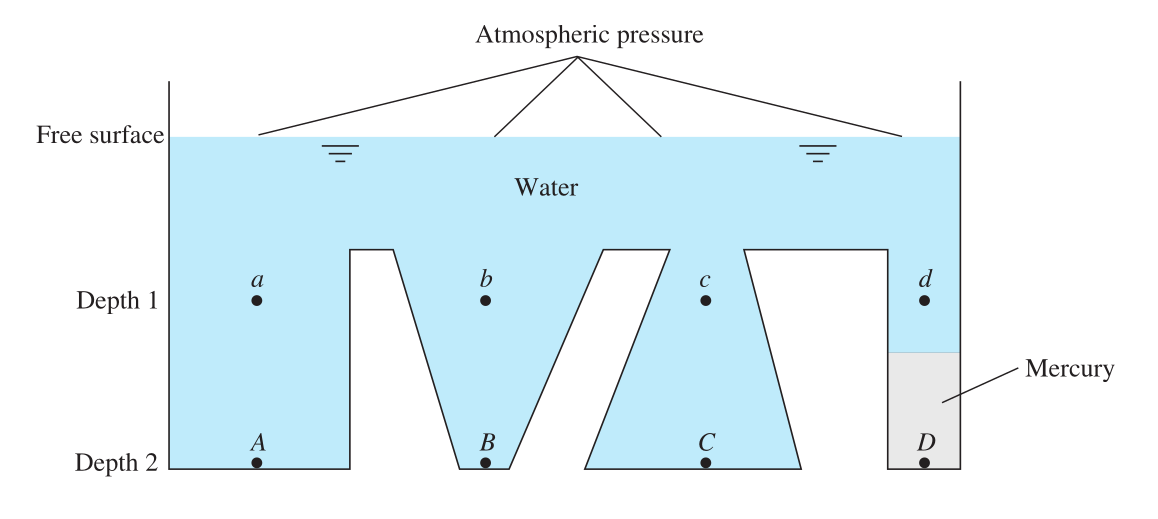 Atmospheric pressure
Free surface
Water
a b c d
Depth 1
Mercury
A B C D
Depth 2